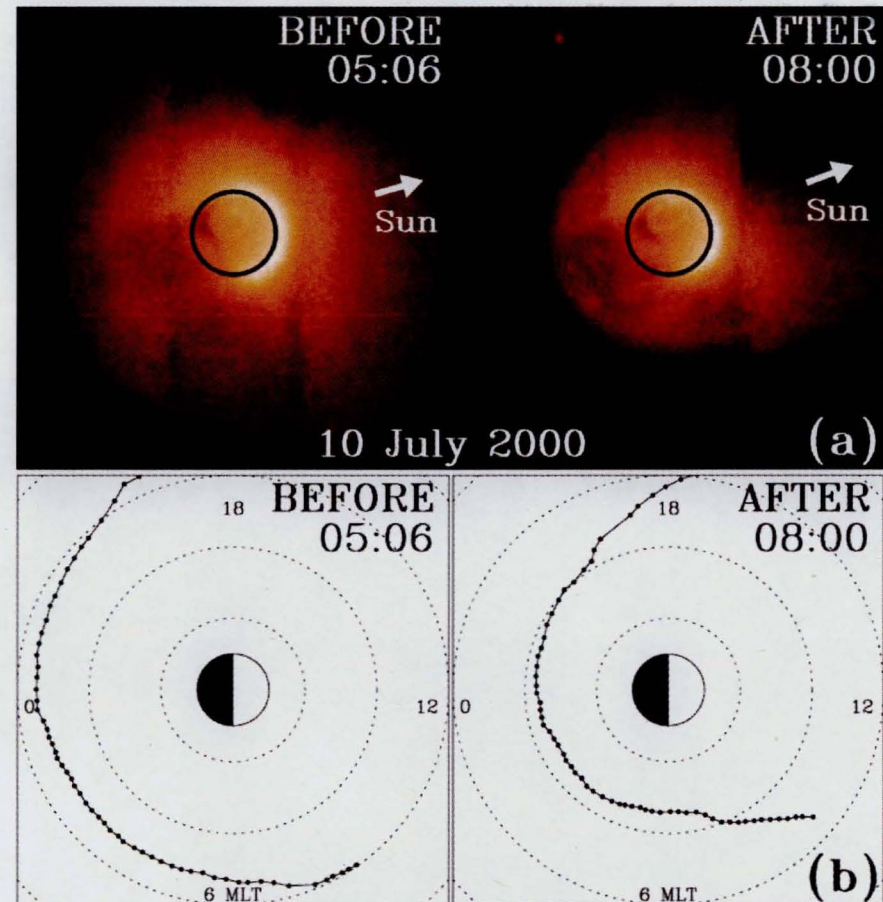 BEFORE
05:06
Sun
AFTER
08:00
Sun
10 July 2000
(a)
BEFORE
05:06
18
0
12
6 MLT
AFTER
08:00
18
0
12
6 MLT
(b)